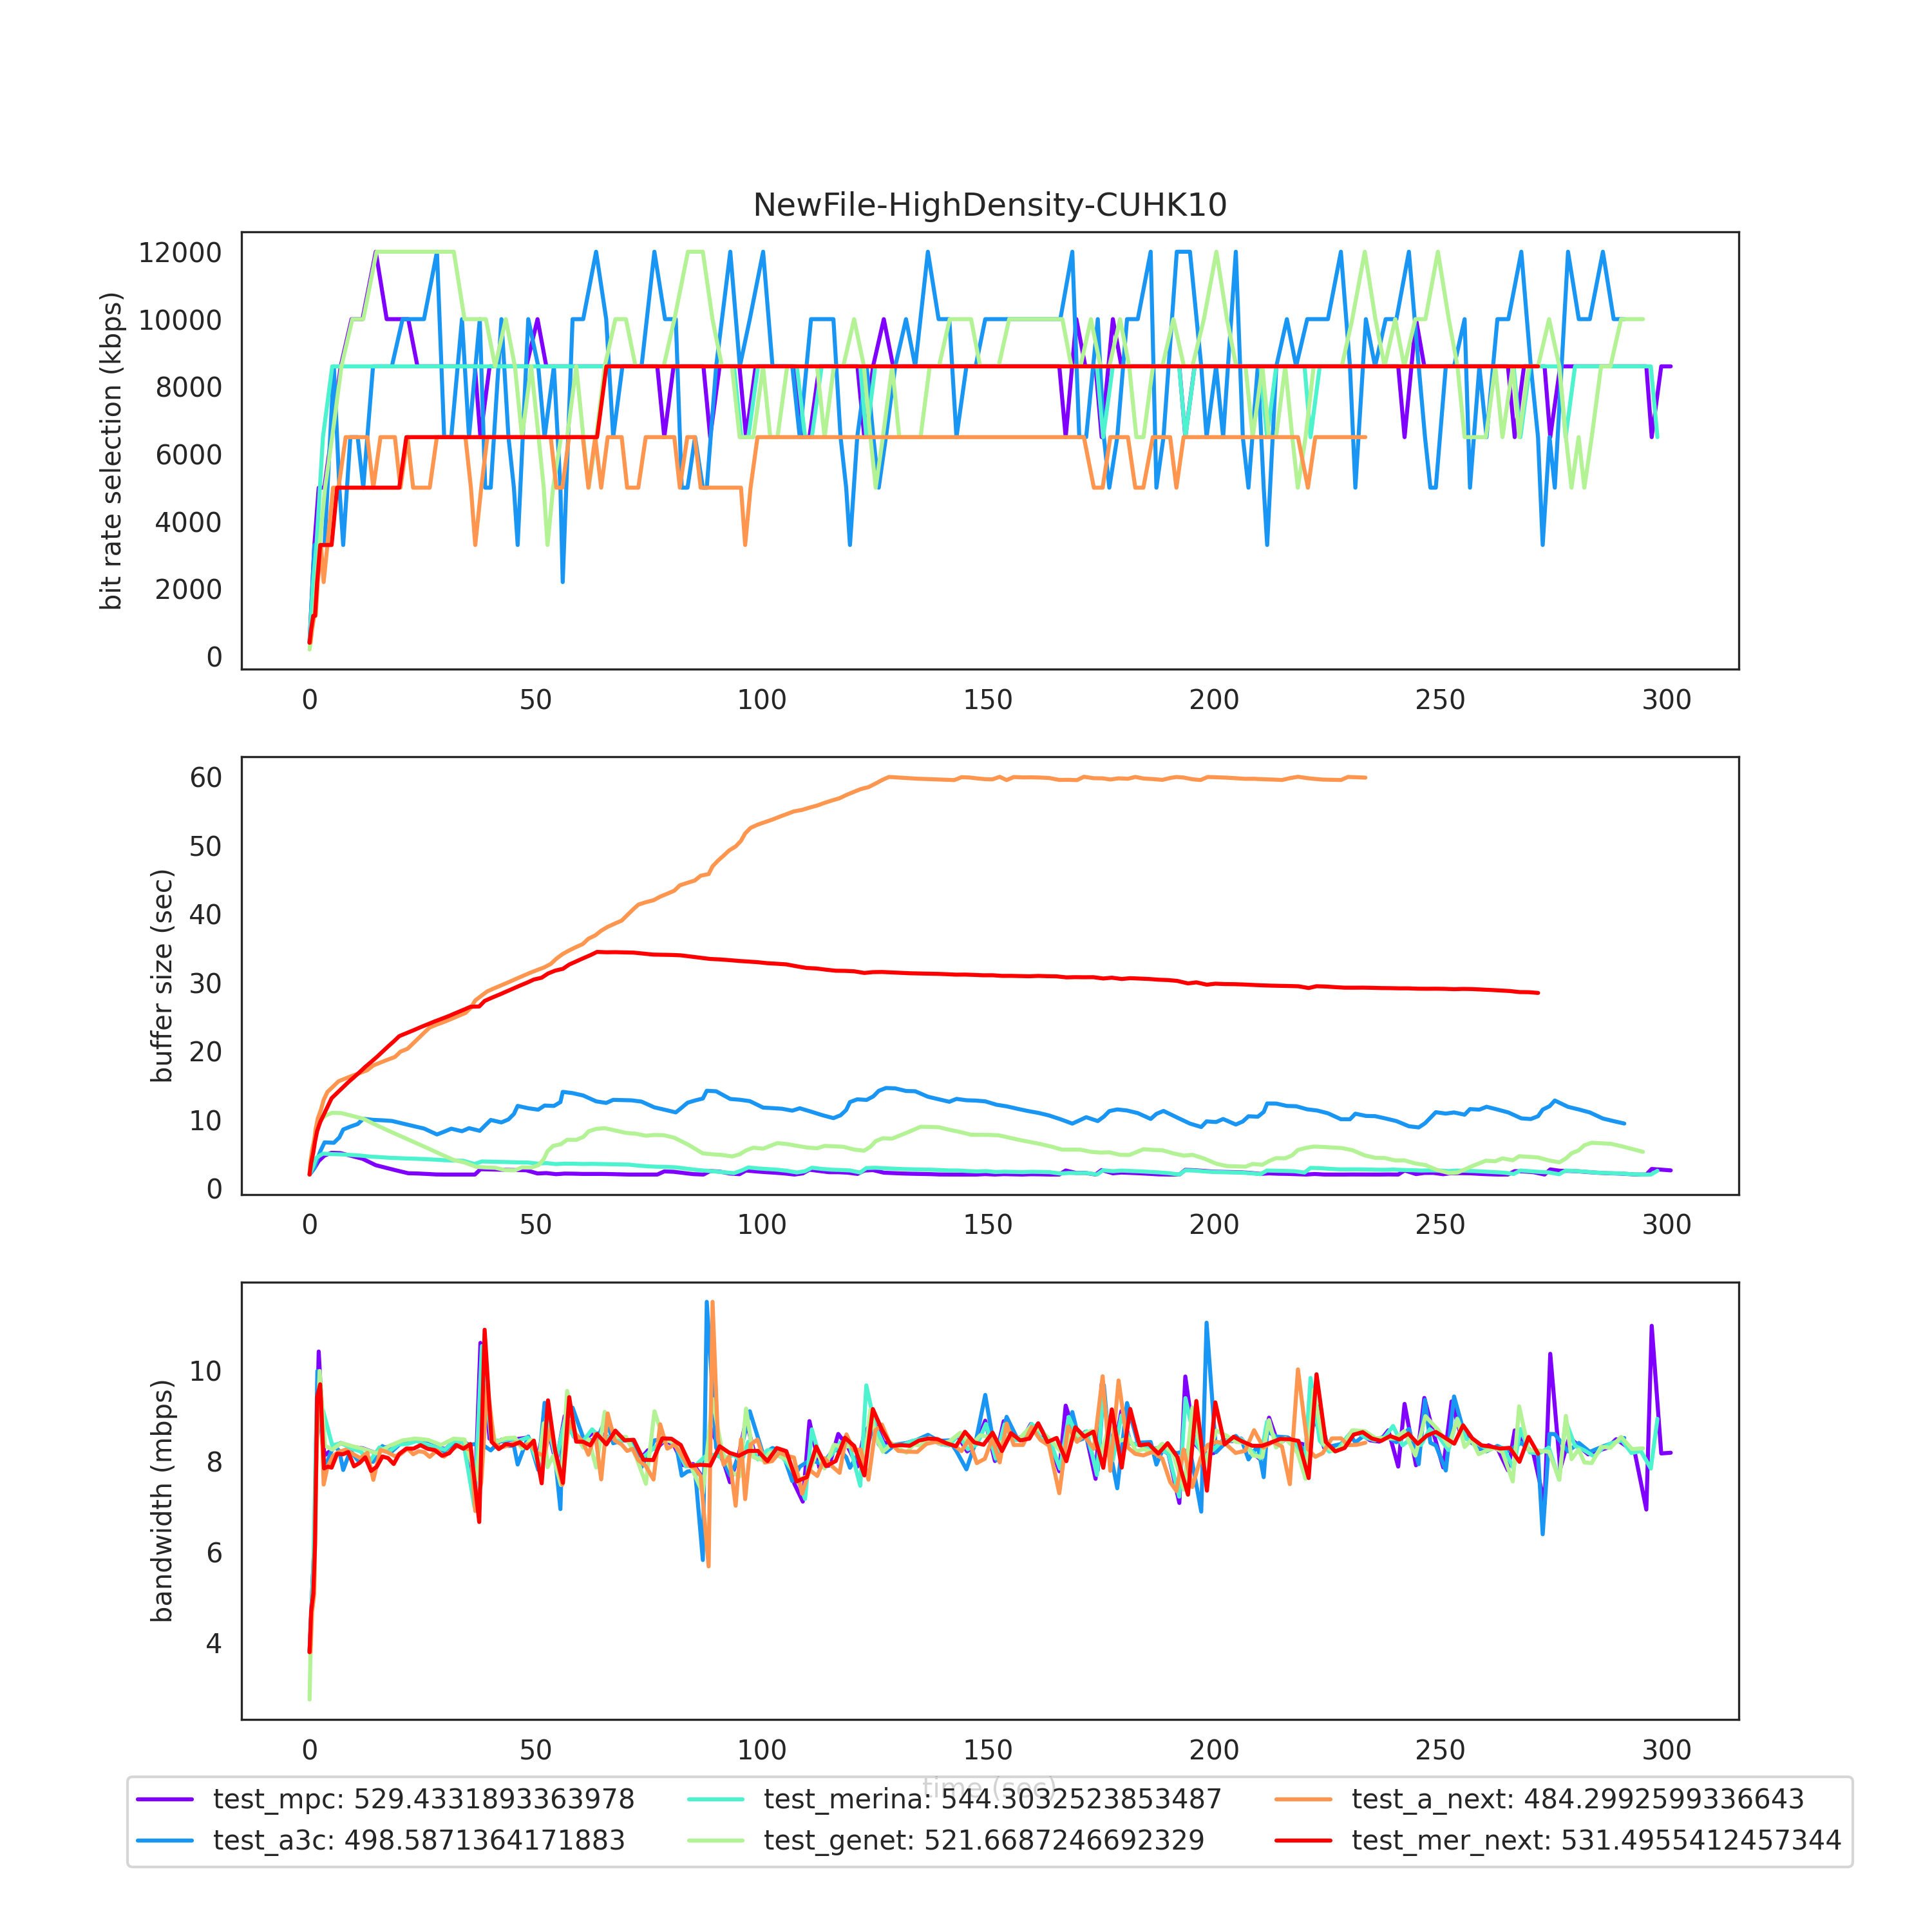 NewFile-HighDensity-CUHK10
bit rate selection (kbps)
12000
10000
8000
6000
4000
2000
0
0 50 100 150 200 250 300
buffer size (sec)
60
50
40
30
20
10
0
0 50 100 150 200 250 300
bandwidth (mbps)
10
8
6
4
0 50 100 150 200 250 300
time (sec)
test_mpc: 529.4331893363978 test_merina: 544.3032523853487 test_a_next: 484.2992599336643
test_a3c: 498.5871364171883 test_genet: 521.6687246692329 test_mer_next: 531.4955412457344